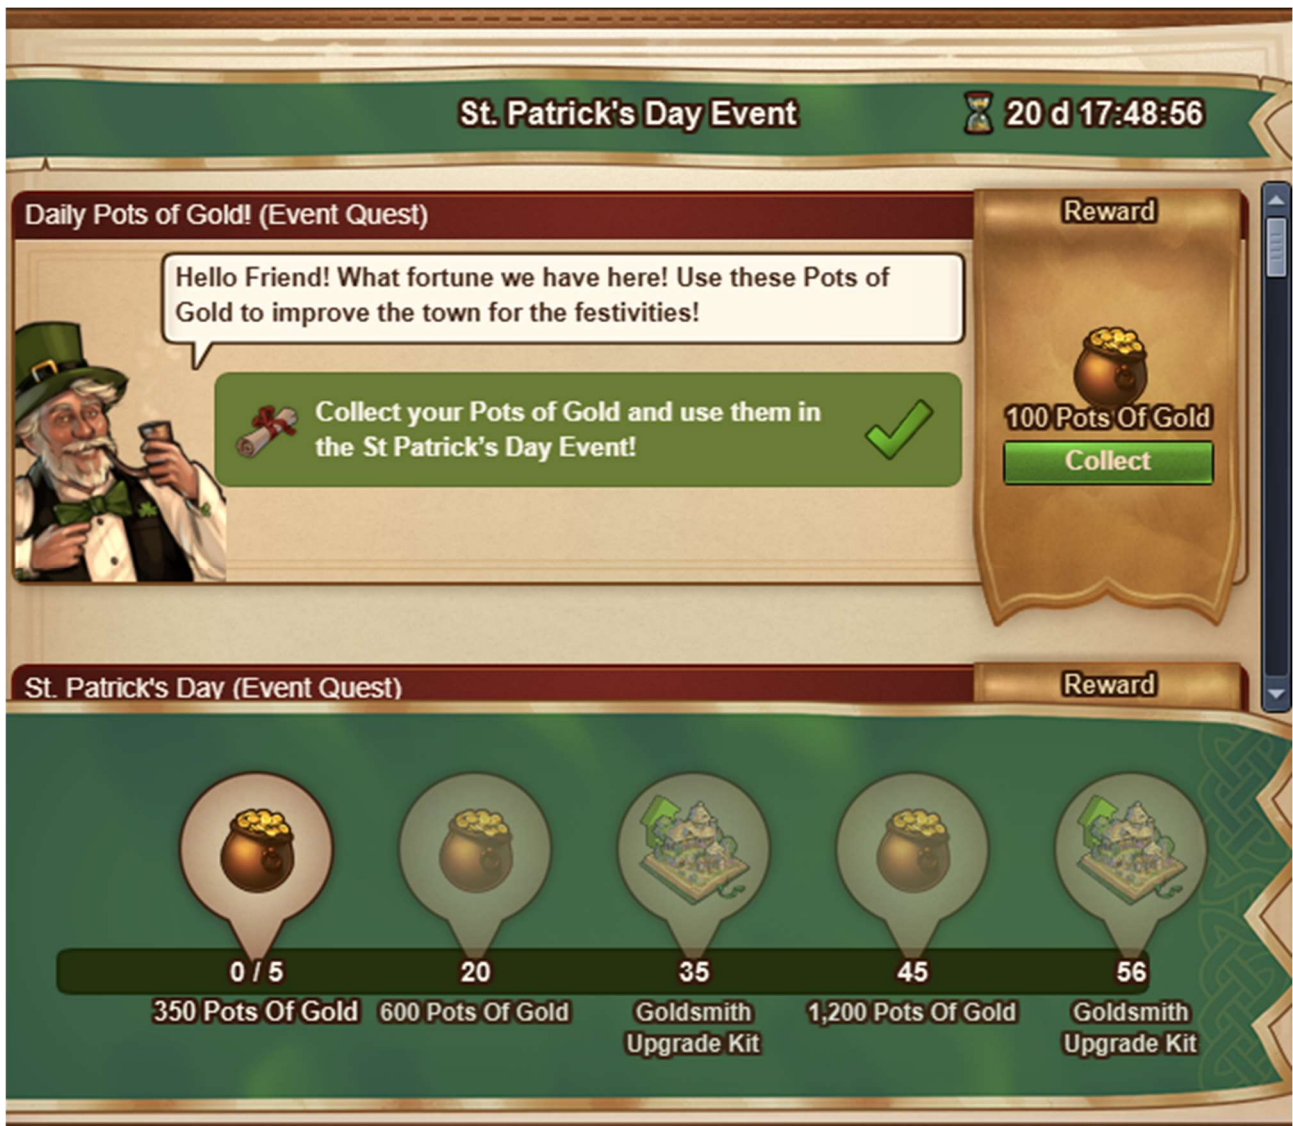 St. Patrick's Day Event
20 d 17:48:56
Daily Pots of Gold! (Event Quest)
Reward
Hello Friend! What fortune we have here! Use these Pots of
Gold to improve the town for the festivities!
Collect your Pots of Gold and use them in
the St Patrick’s Day Event!
100 Pots Of Gold
Collect
St. Patrick's Day (Event Quest)
Reward
0 / 5
20
35
45
56
350 Pots Of Gold
600 Pots Of Gold
Goldsmith
Upgrade Kit
1,200 Pots Of Gold
Goldsmith
Upgrade Kit